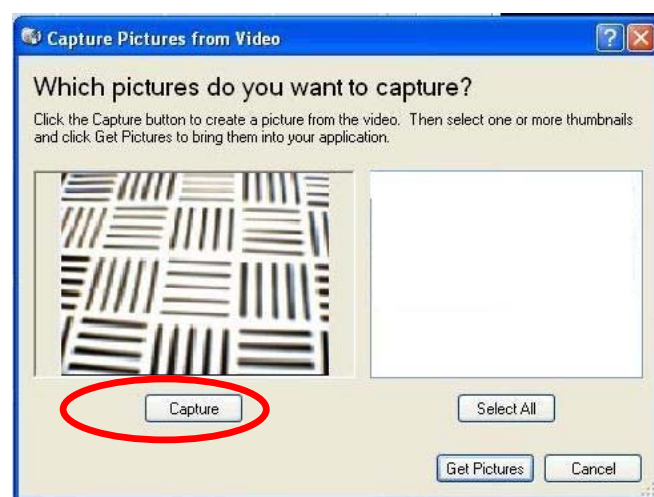 Capture Pictures from Video
Which pictures do you want to capture?
Click the Capture button to create a picture from the video. Then select one or more thumbnails
and click Get Pictures to bring them into your application.
Capture
Select All
Get Pictures
Cancel